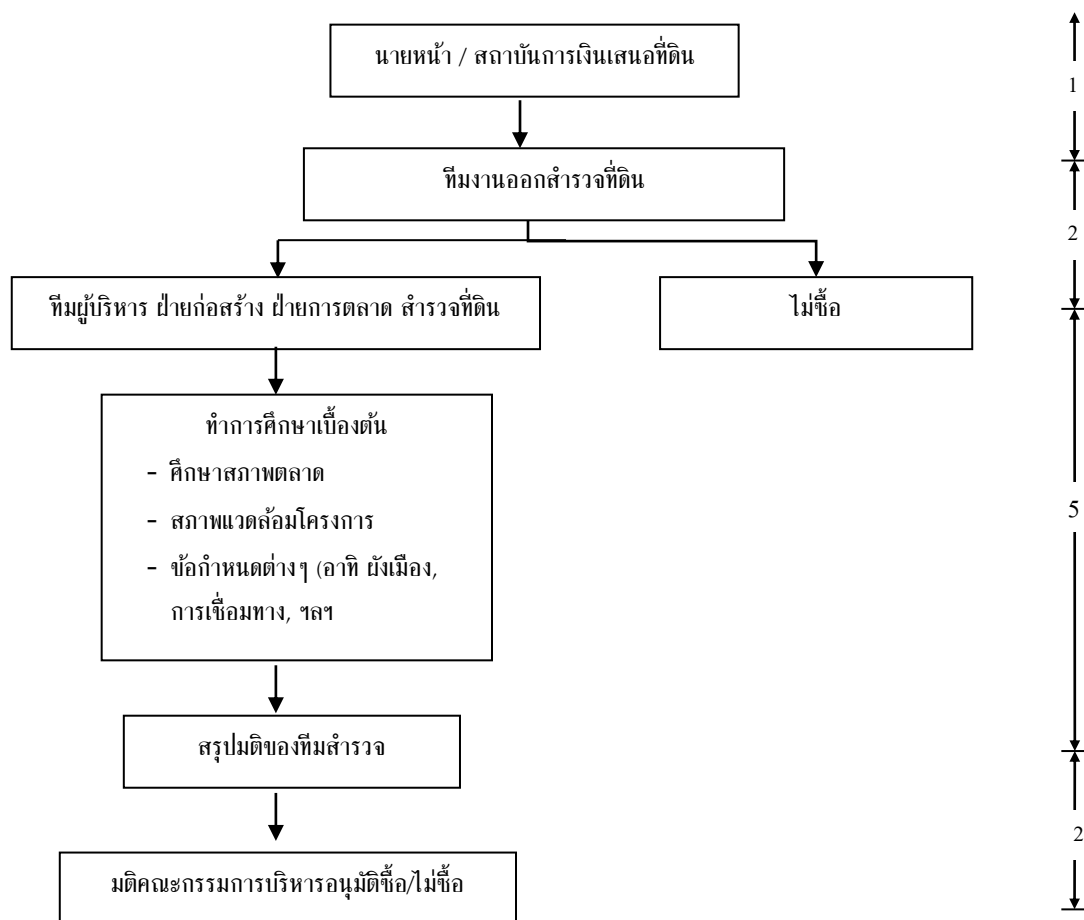 นายหน้า / สถาบันการเงินเสนอที่ดิน
1
ทีมงานออกสำรวจที่ดิน
2
ทีมผู้บริหาร ฝ่ายก่อสร้าง ฝ่ายการตลาด สำรวจที่ดิน
ไม่ซื้อ
ทำการศึกษาเบื้องต้น
- ศึกษาสภาพตลาด
- สภาพแวดล้อมโครงการ
- ข้อกำหนดต่างๆ (อาทิ ผังเมือง,
การเชื่อมทาง, ฯลฯ
5
สรุปมติของทีมสำรวจ
2
มติคณะกรรมการบริหารอนุมัติซื้อ/ไม่ซื้อ